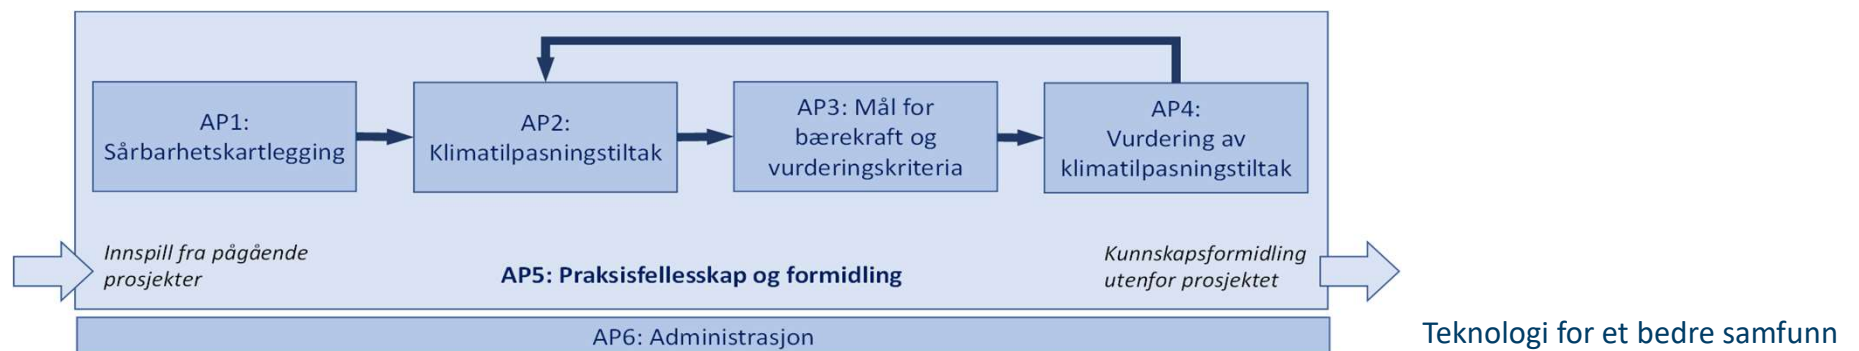 AP1:
Sårbarhetskartlegging
AP2:
Klimatilpasningstiltak
AP3: Mål for
bærekraft og
vurderingskriteria
AP4:
Vurdering av
klimatilpasningstiltak
Innspill fra pågående
prosjekter
AP5: Praksisfellesskap og formidling
Kunnskapsformidling
utenfor prosjektet
AP6: Administrasjon
Teknologi for et bedre samfunn